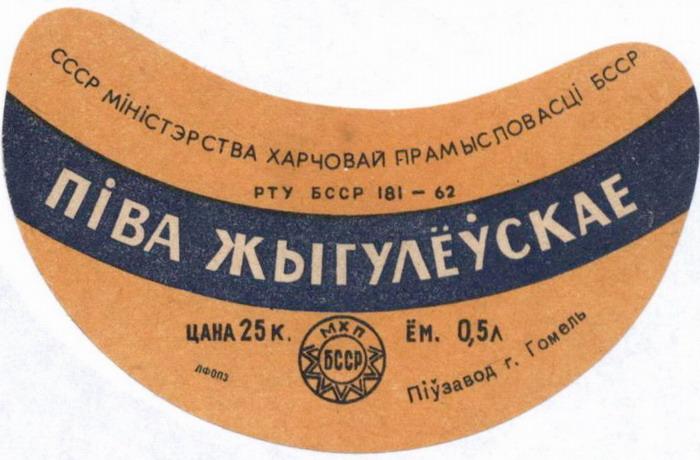 СССР МІНІСТЭРСТВА ХАРЧОВАЙ ПРАМЫСЛОВАСЦІ БССР
РТУ БССР 181 — 62
ПІВА ЖЫГУЛЁЎСКАЕ
ЦАНА 25 К.
МХП
БССР
ЁМ. 0,5Л
ЛФОПЗ
Піўзавод г. Гомель